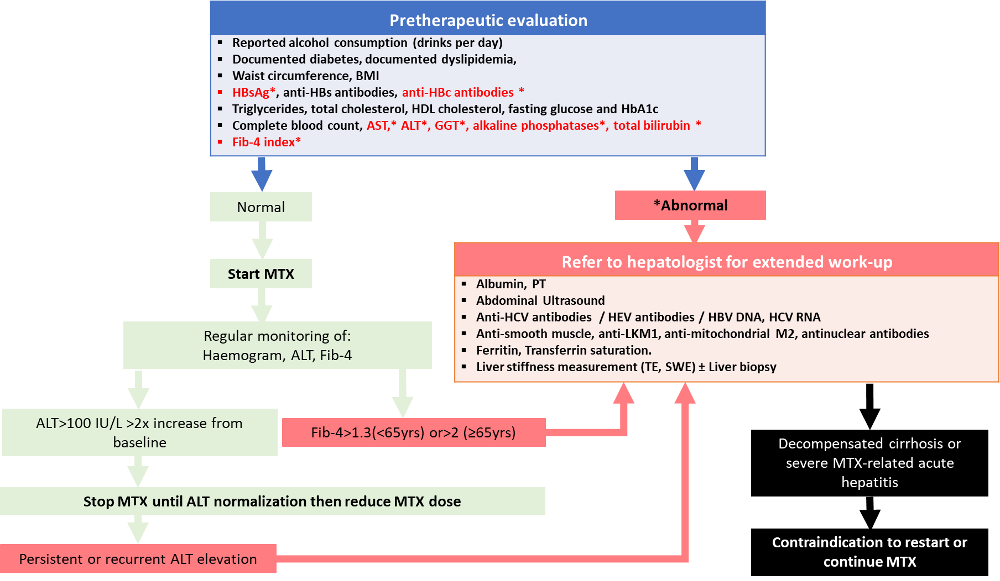 Pretherapeutic evaluation
▪ Reported alcohol consumption (drinks per day)
▪ Documented diabetes, documented dyslipidemia,
▪ Waist circumference, BMI
▪ HBsAg*, anti-HBs antibodies, anti-HBc antibodies *
▪ Triglycerides, total cholesterol, HDL cholesterol, fasting glucose and HbA1c
▪ Complete blood count, AST,* ALT*, GGT*, alkaline phosphatases*, total bilirubin *
▪ Fib-4 index*
Normal
*Abnormal
Start MTX
Refer to hepatologist for extended work-up
▪ Albumin, PT
▪ Abdominal Ultrasound
▪ Anti-HCV antibodies / HEV antibodies / HBV DNA, HCV RNA
▪ Anti-smooth muscle, anti-LKM1, anti-mitochondrial M2, antinuclear antibodies
▪ Ferritin, Transferrin saturation.
▪ Liver stiffness measurement (TE, SWE) ± Liver biopsy
Regular monitoring of:
Haemogram, ALT, Fib-4
ALT>100 IU/L >2x increase from
baseline
Fib-4>1.3(<65yrs) or>2 (≥65yrs)
Stop MTX until ALT normalization then reduce MTX dose
Persistent or recurrent ALT elevation
Decompensated cirrhosis or
severe MTX-related acute
hepatitis
Contraindication to restart or
continue MTX